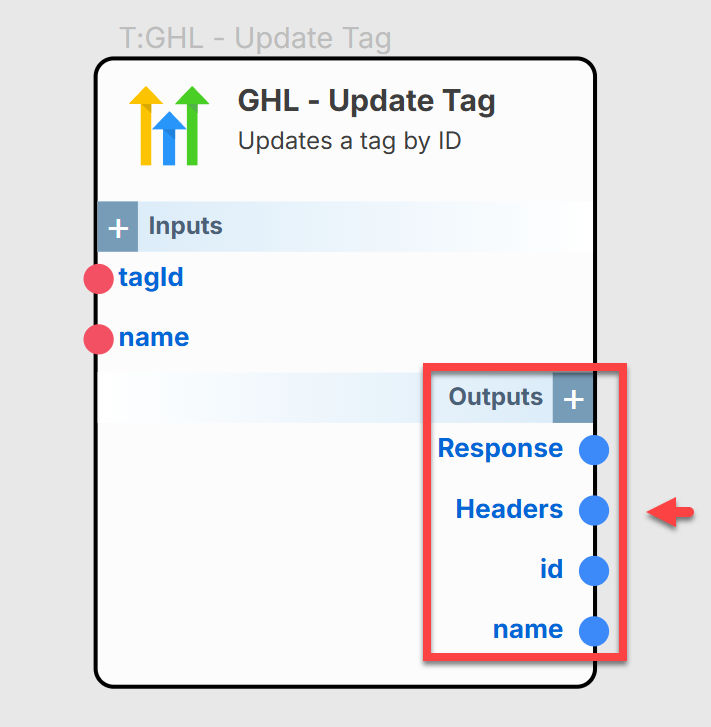 T:GHL - Update Tag
GHL - Update Tag
Updates a tag by ID
+ Inputs
tagId
name
Outputs +
Response
Headers
id
name